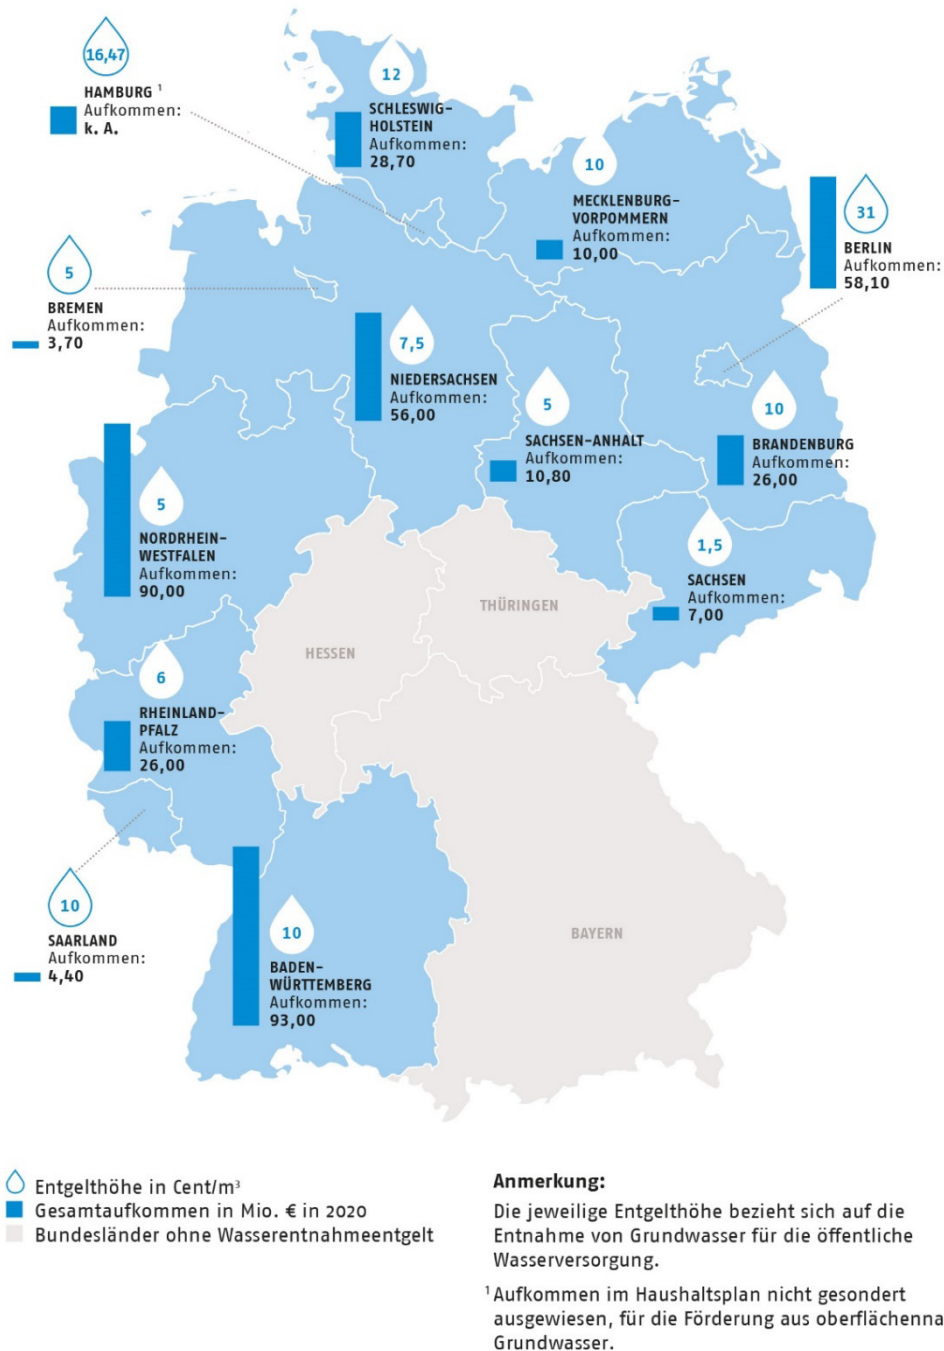 16,47
HAMBURG ¹
Aufkommen:
k. A.
12
SCHLESWIG-
HOLSTEIN
Aufkommen:
28,70
10
MECKLENBURG-
VORPOMMERN
Aufkommen:
10,00
31
BERLIN
Aufkommen:
58,10
5
BREMEN
Aufkommen:
3,70
7,5
NIEDERSACHSEN
Aufkommen:
56,00
5
SACHSEN-ANHALT
Aufkommen:
10,80
10
BRANDENBURG
Aufkommen:
26,00
5
NORDRHEIN-
WESTFALEN
Aufkommen:
90,00
1,5
SACHSEN
Aufkommen:
7,00
THÜRINGEN
HESSEN
6
RHEINLAND-
PFALZ
Aufkommen:
26,00
10
SAARLAND
Aufkommen:
4,40
10
BADEN-
WÜRTTEMBERG
Aufkommen:
93,00
BAYERN
Entgelthöhe in Cent/m³
Gesamtaufkommen in Mio. € in 2020
Bundesländer ohne Wasserentnahmeentgelt
Anmerkung:
Die jeweilige Entgelthöhe bezieht sich auf die
Entnahme von Grundwasser für die öffentliche
Wasserversorgung.
¹ Aufkommen im Haushaltsplan nicht gesondert
ausgewiesen, für die Förderung aus oberflächenna
Grundwasser.